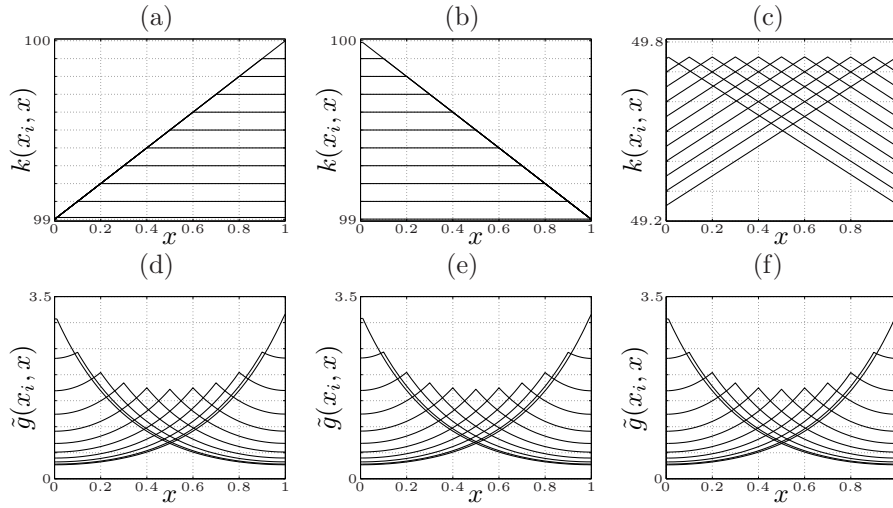 (a) (b) (c)
100 100 49.8
k(x_i, x) k(x_i, x) k(x_i, x)
99 99 49.2
0 0.2 0.4 0.6 0.8 1 0 0.2 0.4 0.6 0.8 1 0 0.2 0.4 0.6 0.8
x x x
(d) (e) (f)
3.5 3.5 3.5
g̃(x_i, x) g̃(x_i, x) g̃(x_i, x)
0 0 0
0 0.2 0.4 0.6 0.8 1 0 0.2 0.4 0.6 0.8 1 0 0.2 0.4 0.6 0.8
x x x